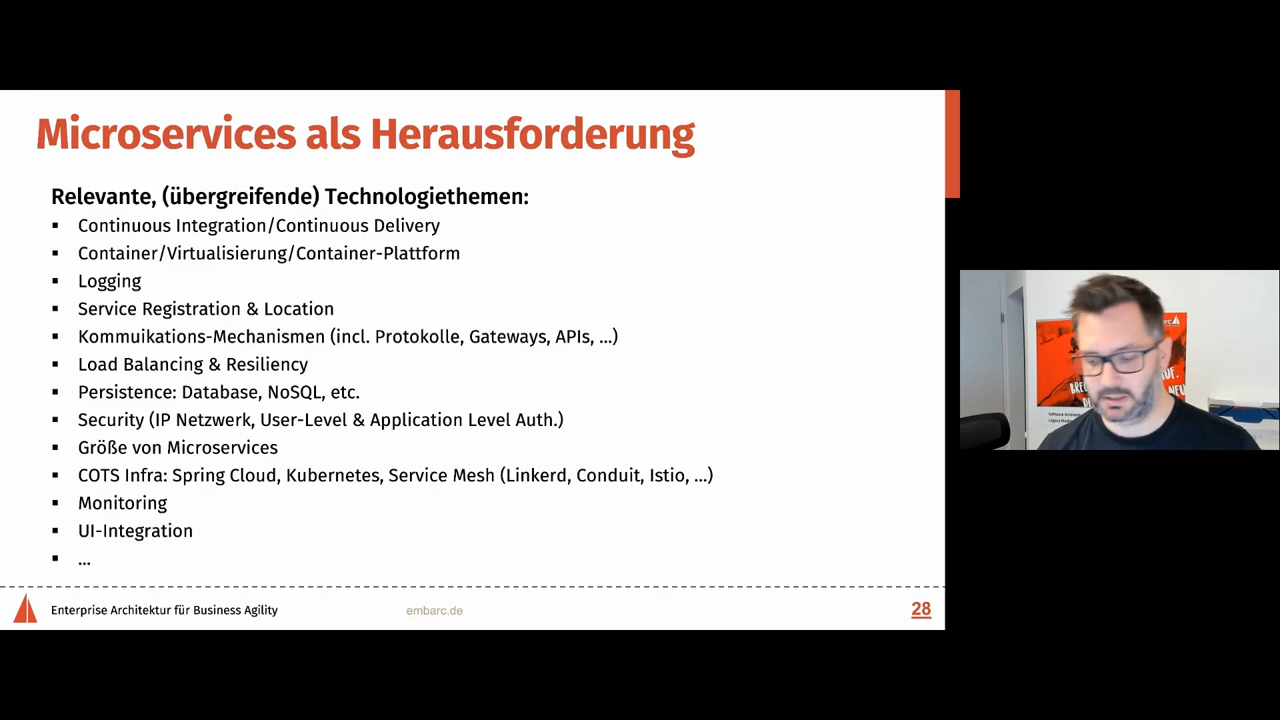 Microservices als Herausforderung
Relevante, (übergreifende) Technologiethemen:
▪ Continuous Integration/Continuous Delivery
▪ Container/Virtualisierung/Container-Plattform
▪ Logging
▪ Service Registration & Location
▪ Kommuikations-Mechanismen (incl. Protokolle, Gateways, APIs, ...)
▪ Load Balancing & Resiliency
▪ Persistence: Database, NoSQL, etc.
▪ Security (IP Netzwerk, User-Level & Application Level Auth.)
▪ Größe von Microservices
▪ COTS Infra: Spring Cloud, Kubernetes, Service Mesh (Linkerd, Conduit, Istio, ...)
▪ Monitoring
▪ UI-Integration
▪ ...
Enterprise Architektur für Business Agility
embarc.de
28